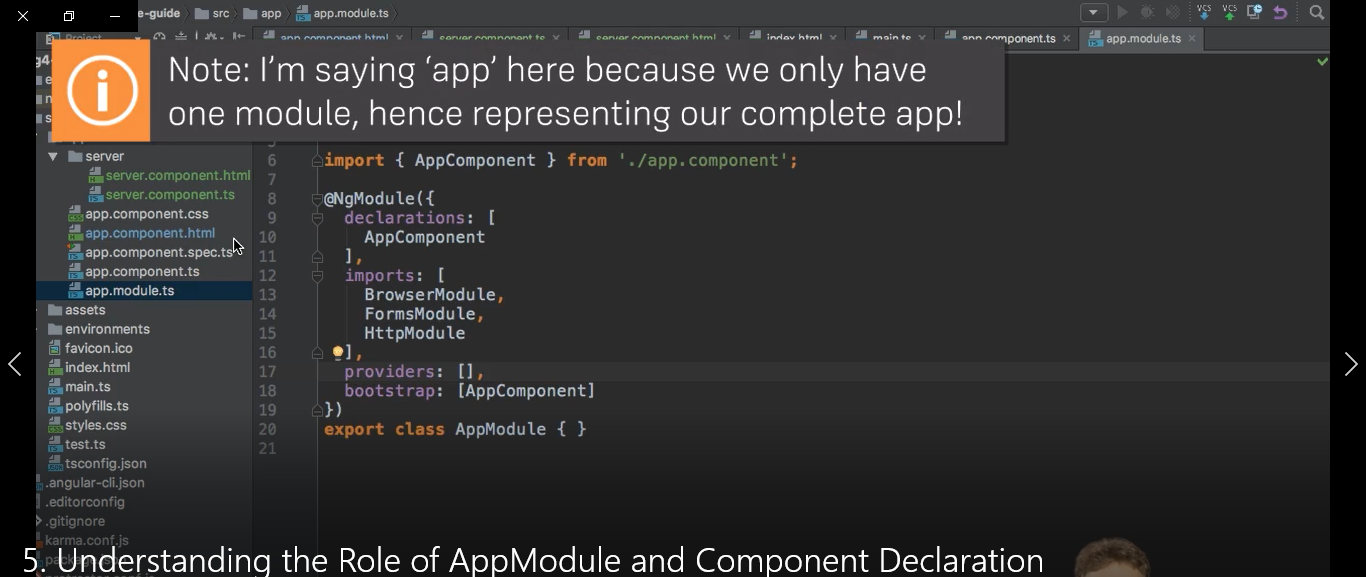 e-guide src app app.module.ts
Project app.component.html server.component.ts server.component.html index.html main.ts app.component.ts app.module.ts
Note: I'm saying ‘app’ here because we only have
one module, hence representing our complete app!
server
server.component.html
server.component.ts
app.component.css
app.component.html
app.component.spec.ts
app.component.ts
app.module.ts
assets
environments
favicon.ico
index.html
main.ts
polyfills.ts
styles.css
test.ts
tsconfig.json
.angular-cli.json
.editorconfig
.gitignore
karma.conf.js
VCS VCS
6 import { AppComponent } from './app.component';
7
8 @NgModule({
9 declarations: [
10 AppComponent
11 ],
12 imports: [
13 BrowserModule,
14 FormsModule,
15 HttpModule
16 ],
17 providers: [],
18 bootstrap: [AppComponent]
19 })
20 export class AppModule { }
21
5. Understanding the Role of AppModule and Component Declaration